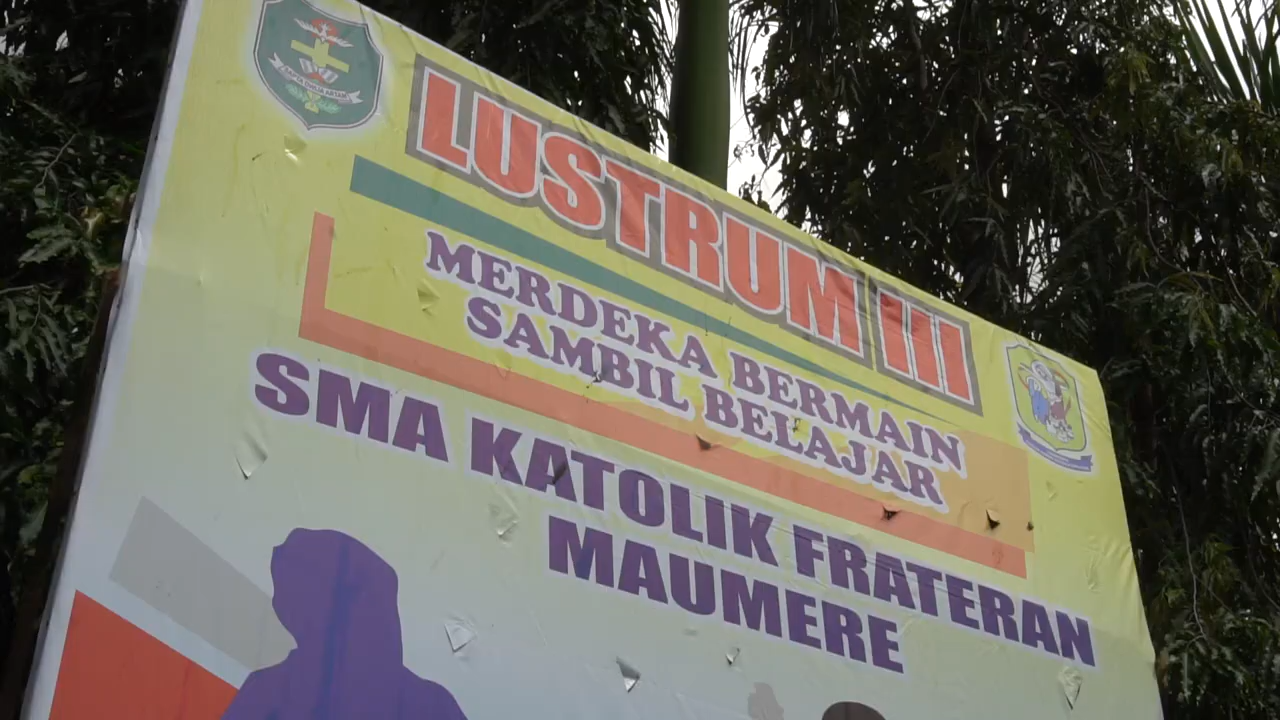 LUSTRUM III
MERDEKA BERMAIN
SAMBIL BELAJAR
SMA KATOLIK FRATERAN
MAUMERE